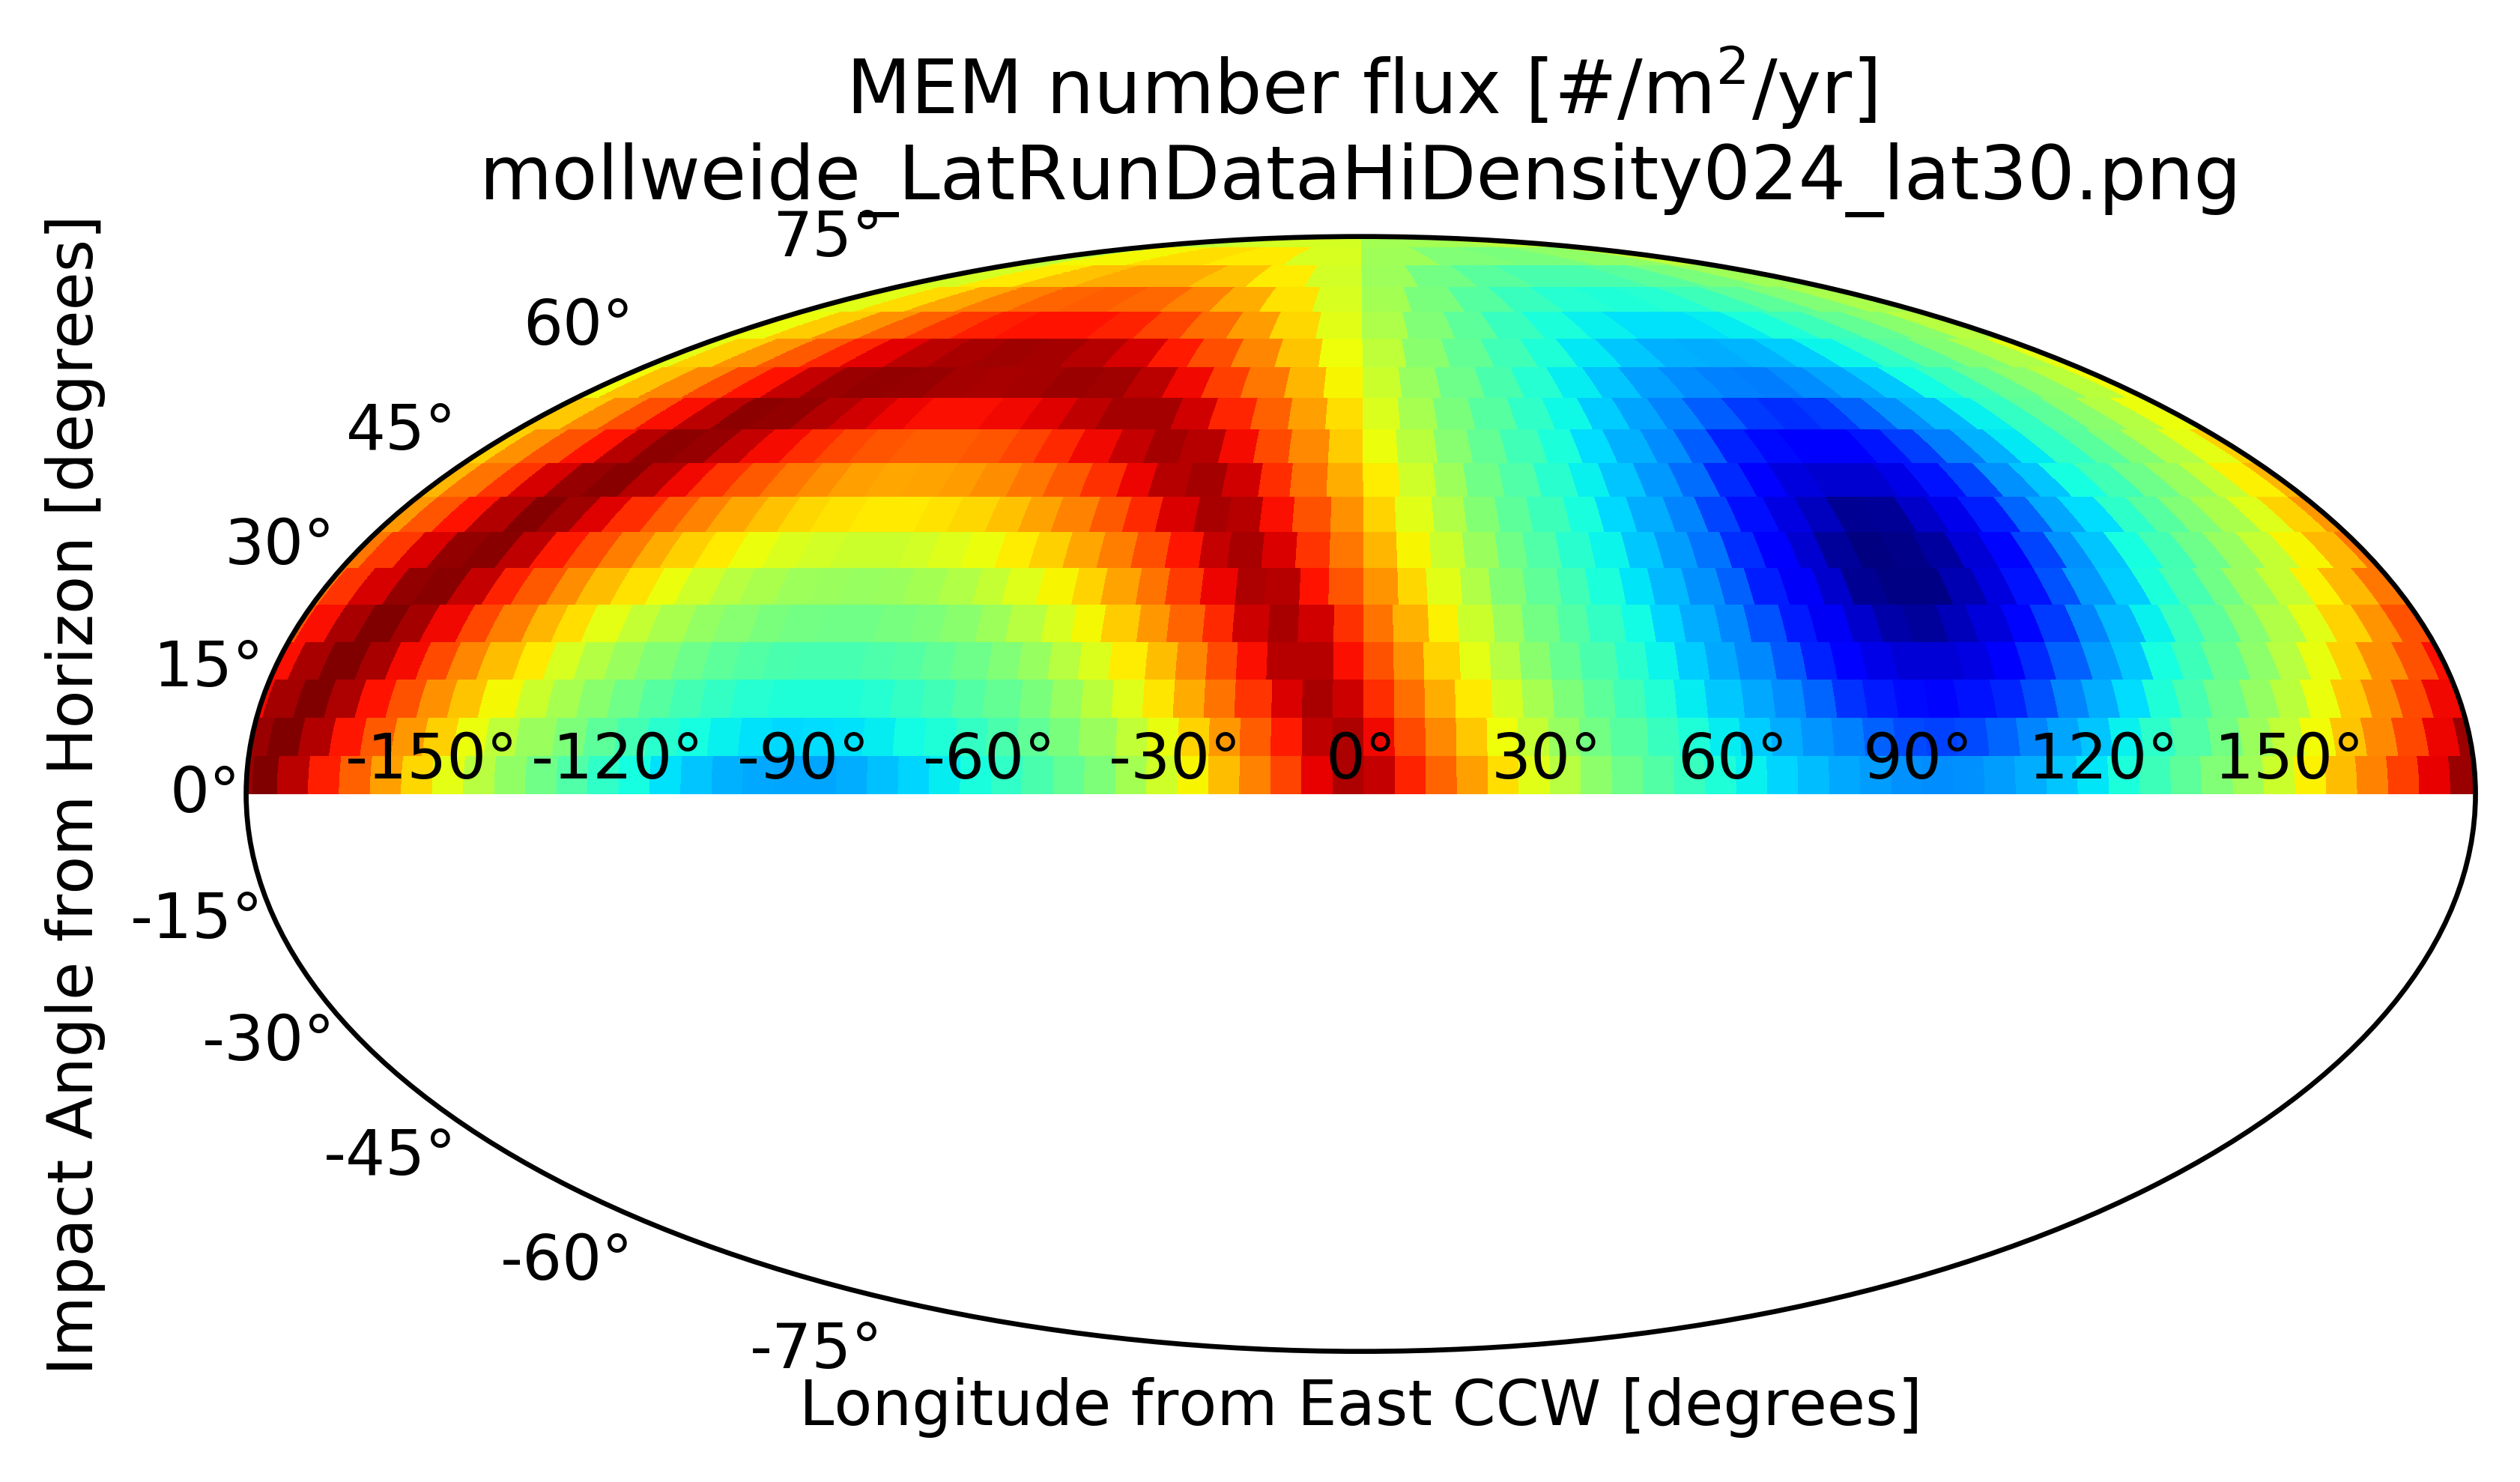 MEM number flux [#/m²/yr]
mollweide_LatRunDataHiDensity024_lat30.png
75°
60°
45°
30°
15°
0°
-15°
-30°
-45°
-60°
-75°
-150° -120° -90° -60° -30° 0° 30° 60° 90° 120° 150°
Impact Angle from Horizon [degrees]
Longitude from East CCW [degrees]